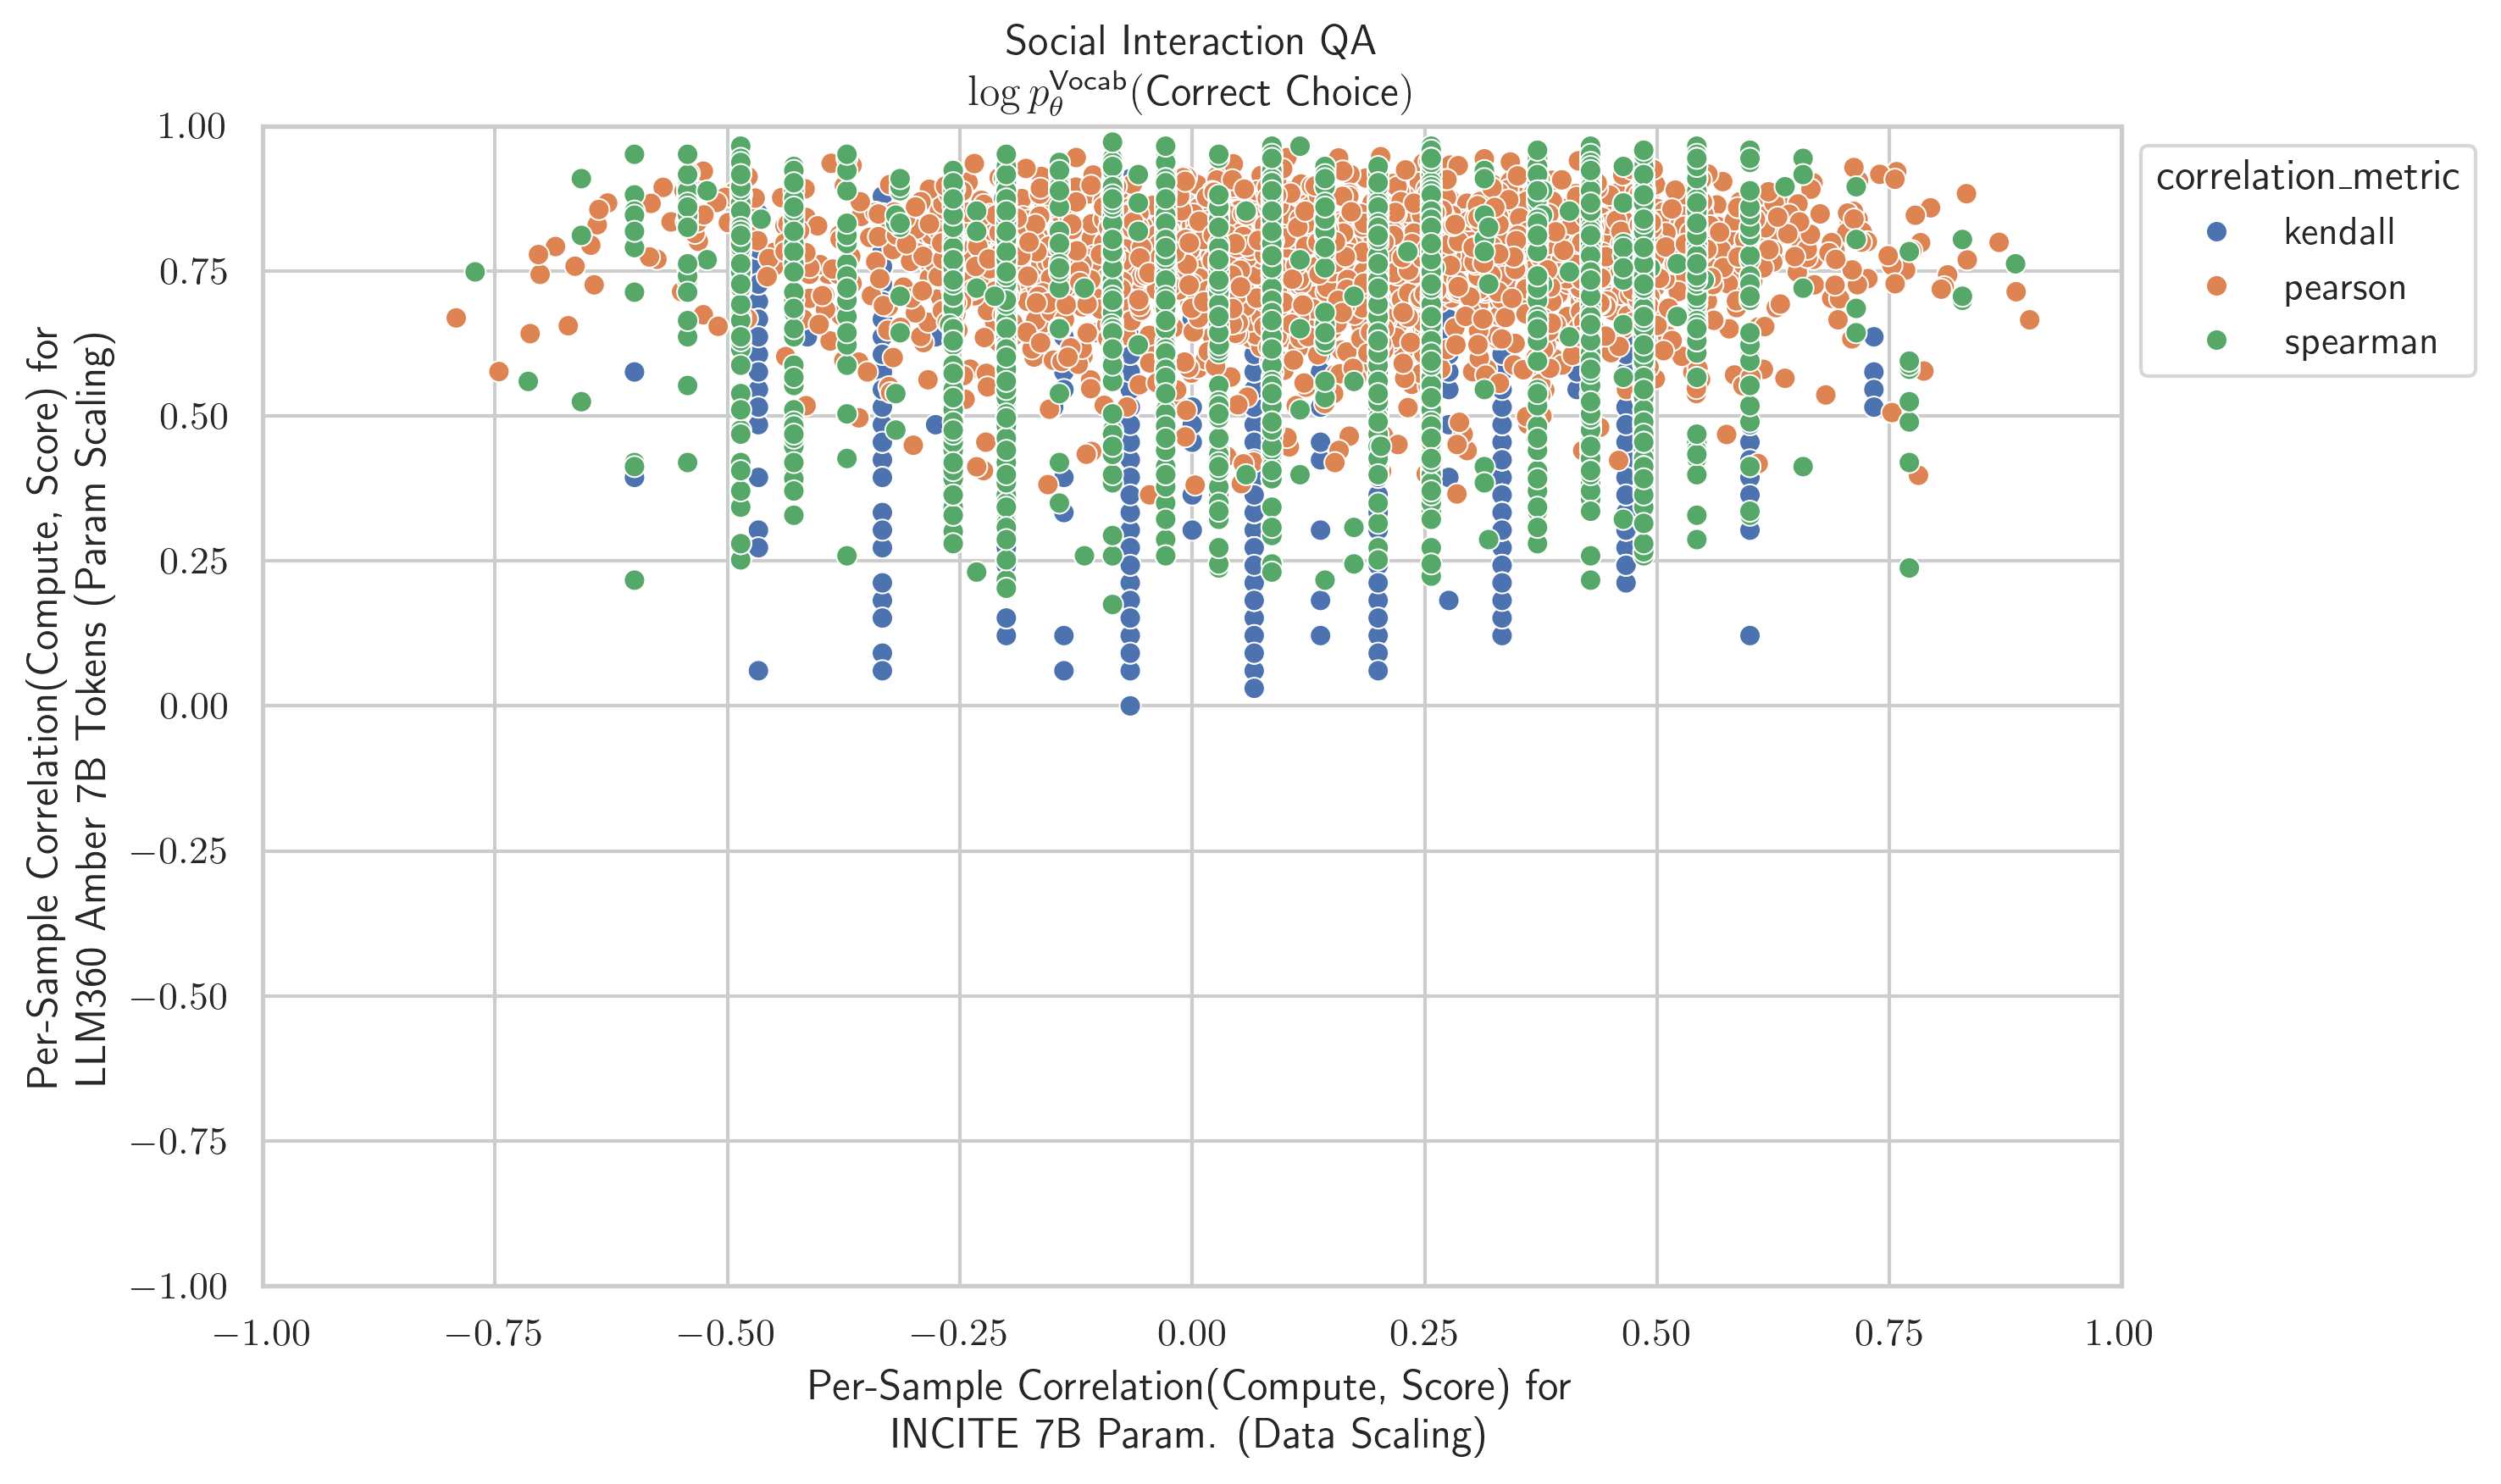 Social Interaction QA
log p_θ^Vocab(Correct Choice)
1.00
0.75
0.50
0.25
0.00
−0.25
−0.50
−0.75
−1.00
Per-Sample Correlation(Compute, Score) for
LLM360 Amber 7B Tokens (Param Scaling)
correlation_metric
kendall
pearson
spearman
−1.00 −0.75 −0.50 −0.25 0.00 0.25 0.50 0.75 1.00
Per-Sample Correlation(Compute, Score) for
INCITE 7B Param. (Data Scaling)